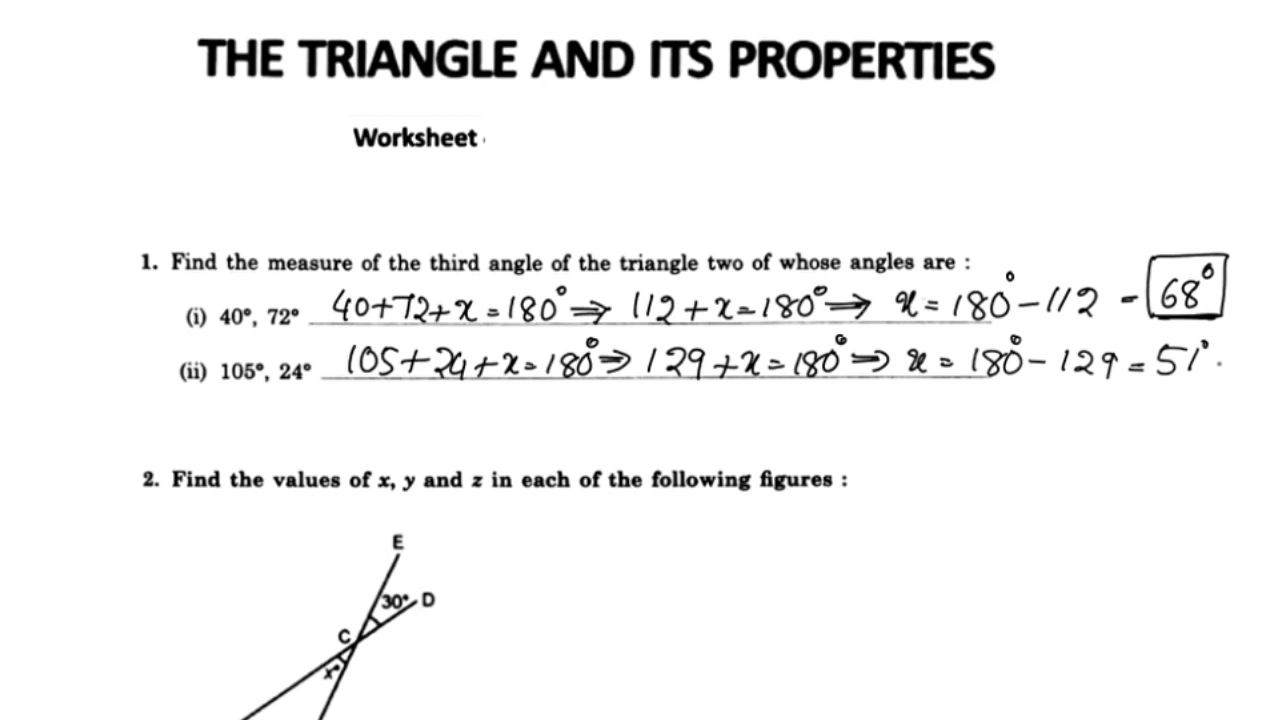 THE TRIANGLE AND ITS PROPERTIES
Worksheet
1. Find the measure of the third angle of the triangle two of whose angles are :
(i) 40°, 72° 40+72+x=180° ⇒ 112+x=180° ⇒ x=180°-112 = 68°
(ii) 105°, 24° 105+24+x=180° ⇒ 129+x=180° ⇒ x=180°-129=51°.
2. Find the values of x, y and z in each of the following figures :
E
30° D
C
x°